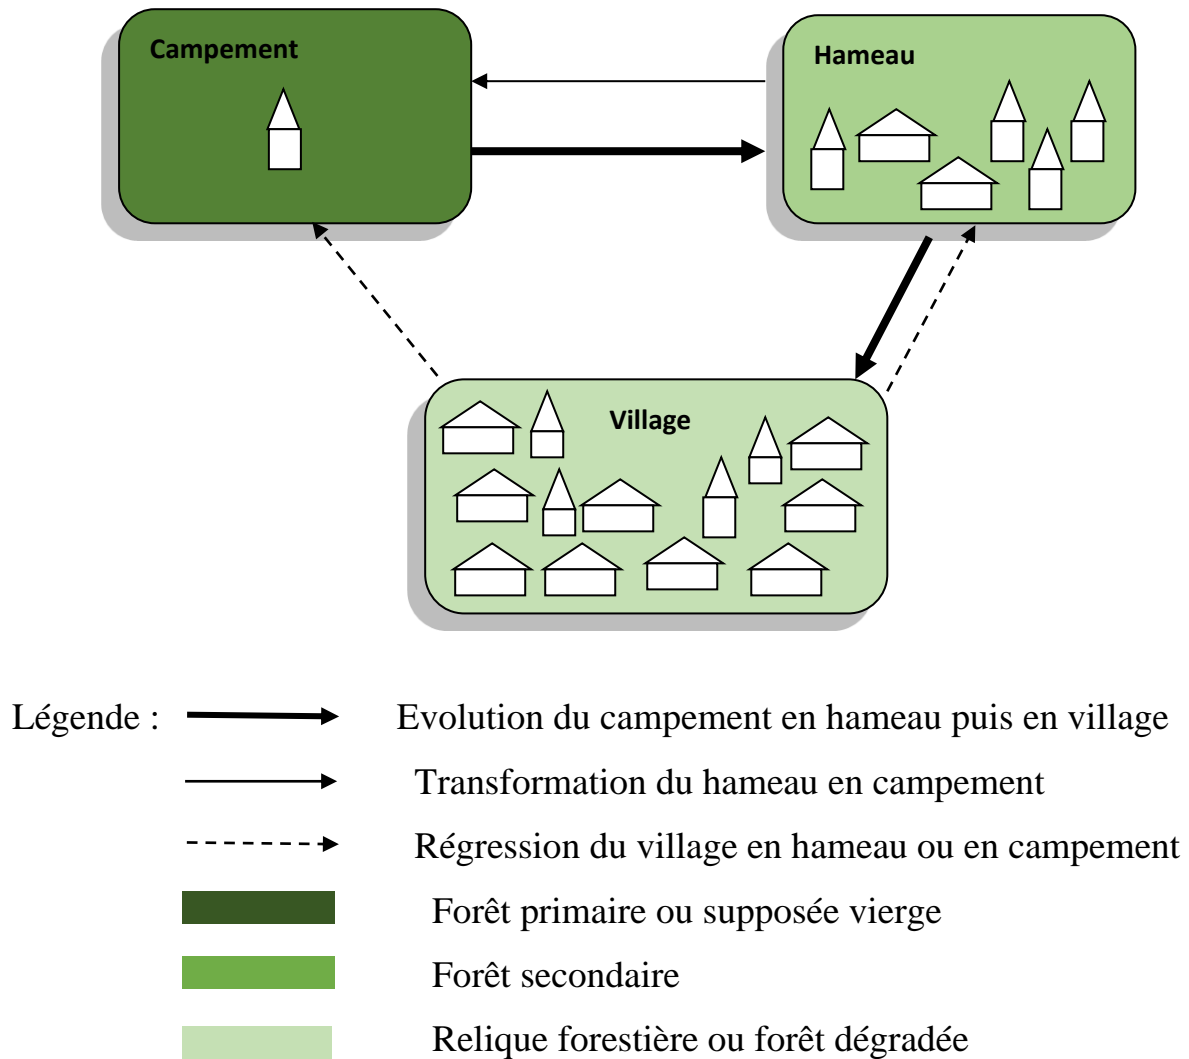 Campement
Hameau
Village
Légende :
Evolution du campement en hameau puis en village
Transformation du hameau en campement
Régression du village en hameau ou en campement
Forêt primaire ou supposée vierge
Forêt secondaire
Relique forestière ou forêt dégradée